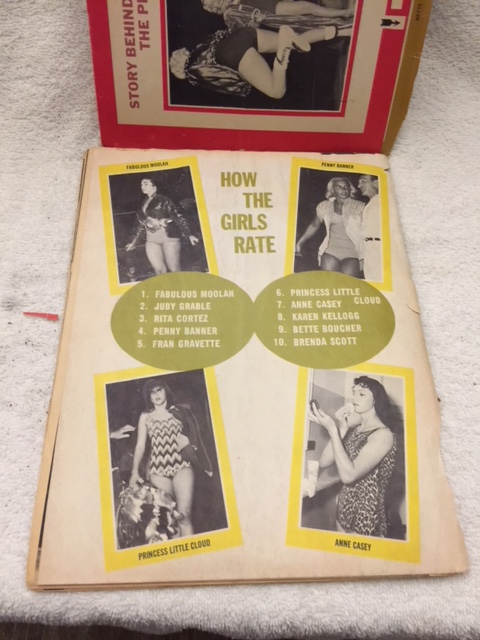 STORY BEHIND
THE
FABULOUS MOOLAH
PENNY BANNER
HOW
THE
GIRLS
RATE
1. FABULOUS MOOLAH
2. JUDY GRABLE
3. RITA CORTEZ
4. PENNY BANNER
5. FRAN GRAVETTE
6. PRINCESS LITTLE
CLOUD
7. ANNE CASEY
8. KAREN KELLOGG
9. BETTE BOUCHER
10. BRENDA SCOTT
PRINCESS LITTLE CLOUD
ANNE CASEY